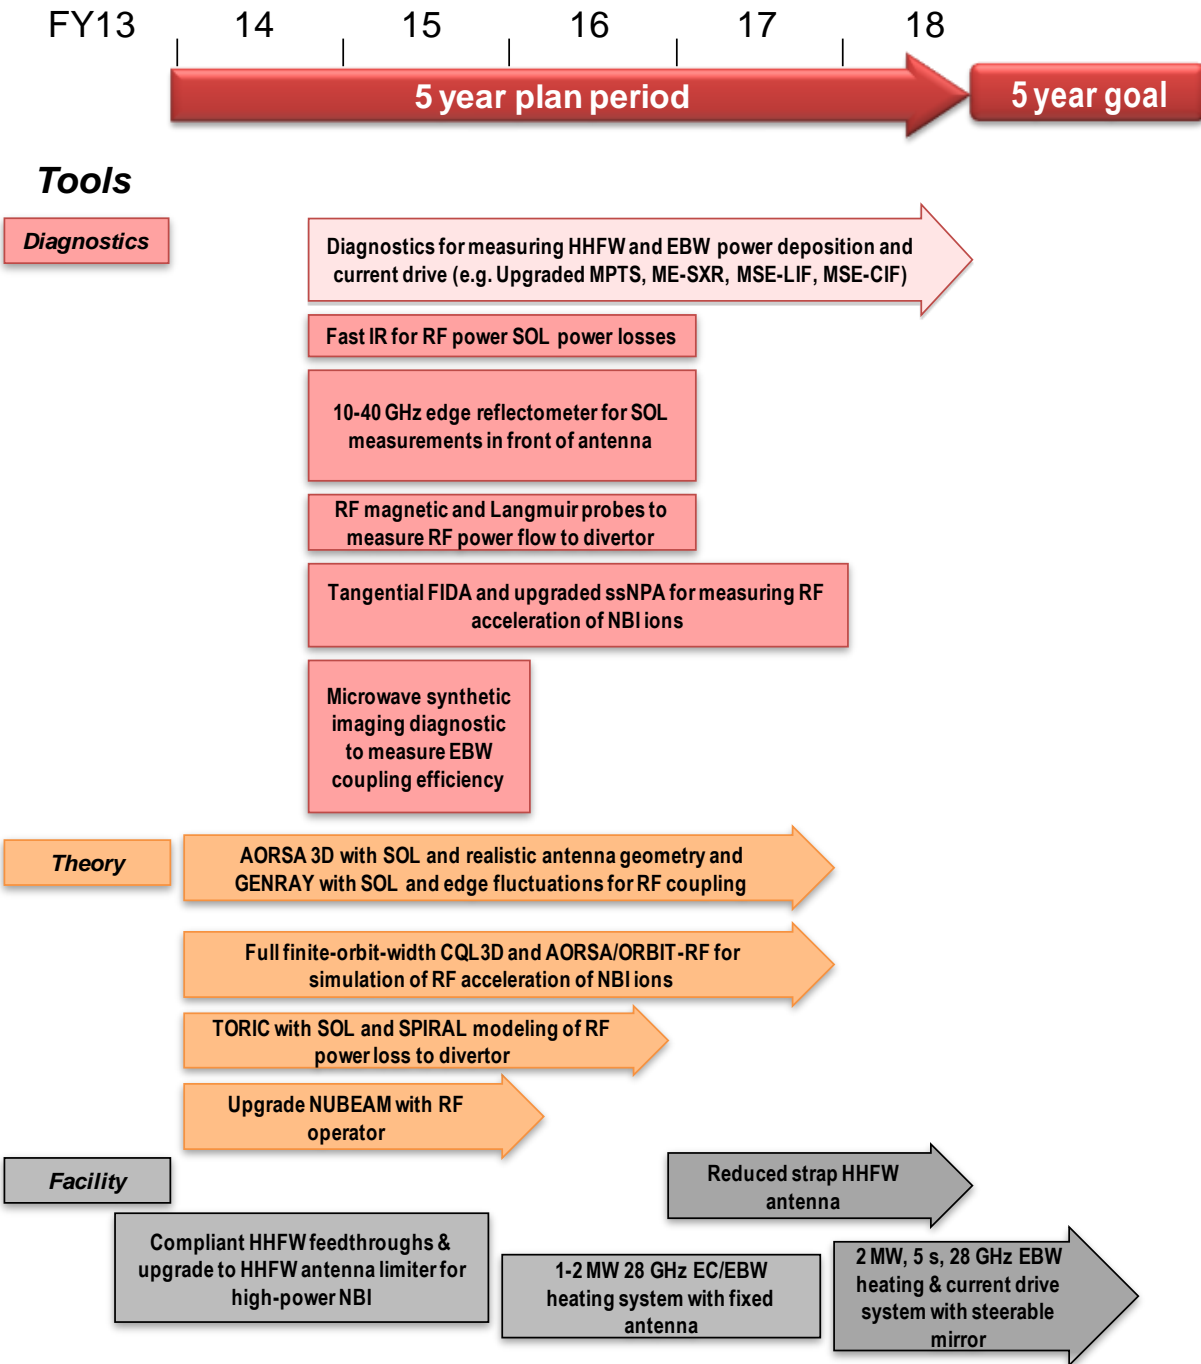 FY13 14 15 16 17 18
5 year plan period
5 year goal
Tools
Diagnostics
Diagnostics for measuring HHFW and EBW power deposition and
current drive (e.g. Upgraded MPTS, ME-SXR, MSE-LIF, MSE-CIF)
Fast IR for RF power SOL power losses
10-40 GHz edge reflectometer for SOL
measurements in front of antenna
RF magnetic and Langmuir probes to
measure RF power flow to divertor
Tangential FIDA and upgraded ssNPA for measuring RF
acceleration of NBI ions
Microwave synthetic
imaging diagnostic
to measure EBW
coupling efficiency
Theory
AORSA 3D with SOL and realistic antenna geometry and
GENRAY with SOL and edge fluctuations for RF coupling
Full finite-orbit-width CQL3D and AORSA/ORBIT-RF for
simulation of RF acceleration of NBI ions
TORIC with SOL and SPIRAL modeling of RF
power loss to divertor
Upgrade NUBEAM with RF
operator
Facility
Reduced strap HHFW
antenna
Compliant HHFW feedthroughs &
upgrade to HHFW antenna limiter for
high-power NBI
1-2 MW 28 GHz EC/EBW
heating system with fixed
antenna
2 MW, 5 s, 28 GHz EBW
heating & current drive
system with steerable
mirror